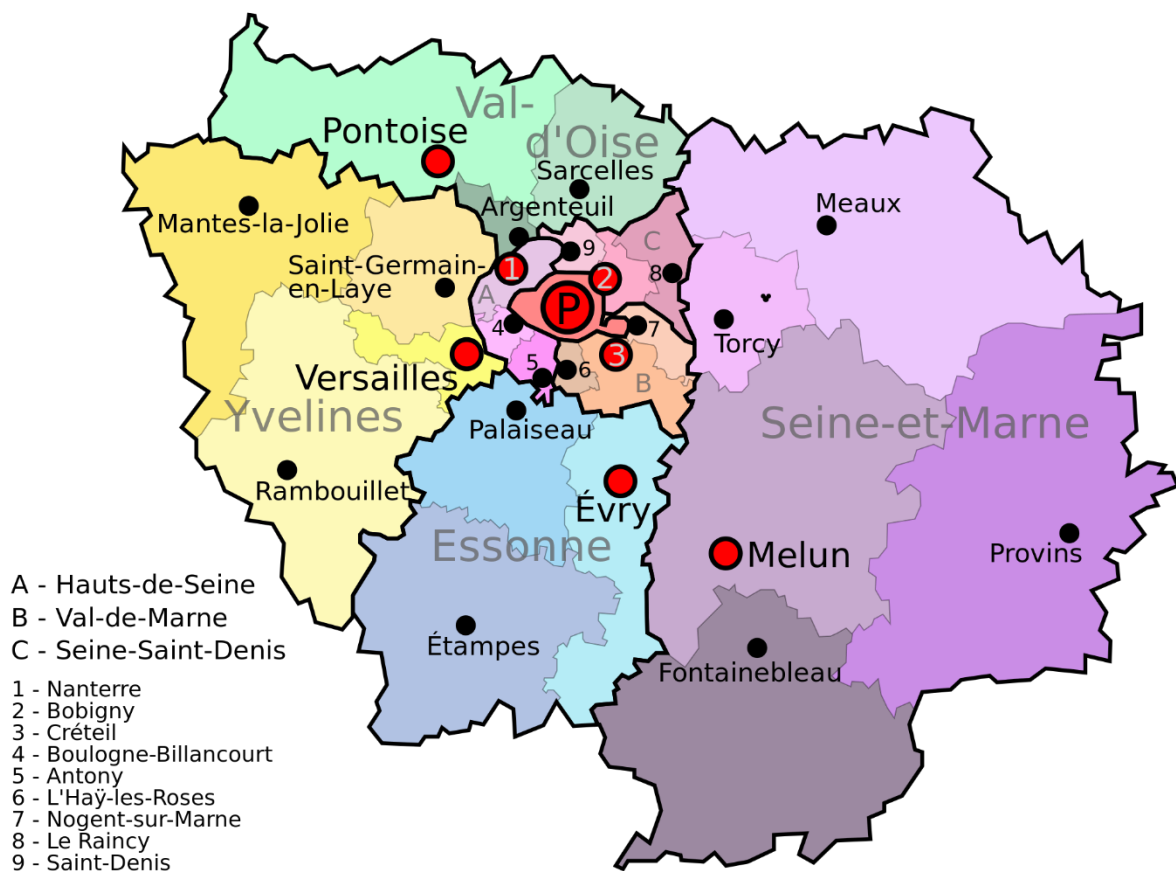 Val-
d'Oise
Pontoise
Sarcelles
Argenteuil
Mantes-la-Jolie
Meaux
Saint-Germain-
en-Laye
9
C
1
2
8
A
P
4
7
Torcy
3
Versailles
5
6
B
Yvelines
Seine-et-Marne
Palaiseau
Rambouillet
Évry
Essonne
Melun
Provins
Étampes
Fontainebleau
A - Hauts-de-Seine
B - Val-de-Marne
C - Seine-Saint-Denis
1 - Nanterre
2 - Bobigny
3 - Créteil
4 - Boulogne-Billancourt
5 - Antony
6 - L'Haÿ-les-Roses
7 - Nogent-sur-Marne
8 - Le Raincy
9 - Saint-Denis